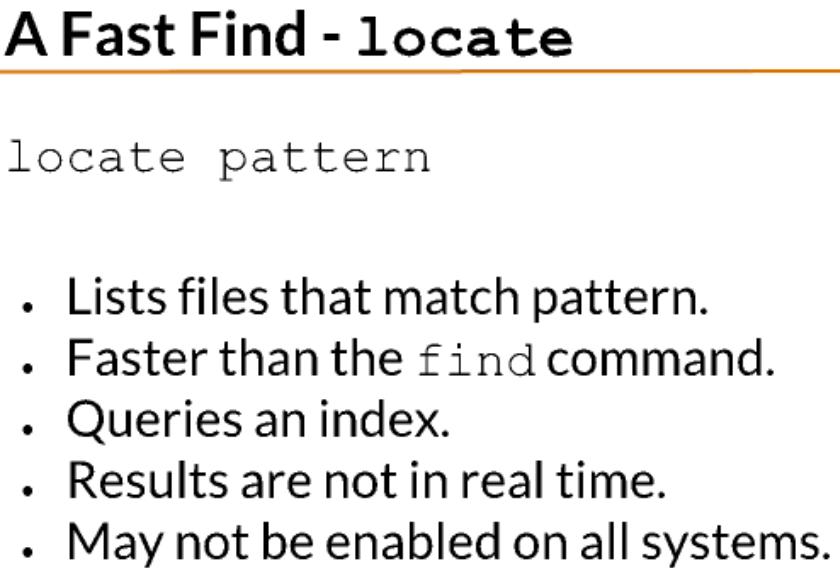 A Fast Find - locate
locate pattern
• Lists files that match pattern.
• Faster than the find command.
• Queries an index.
• Results are not in real time.
• May not be enabled on all systems.